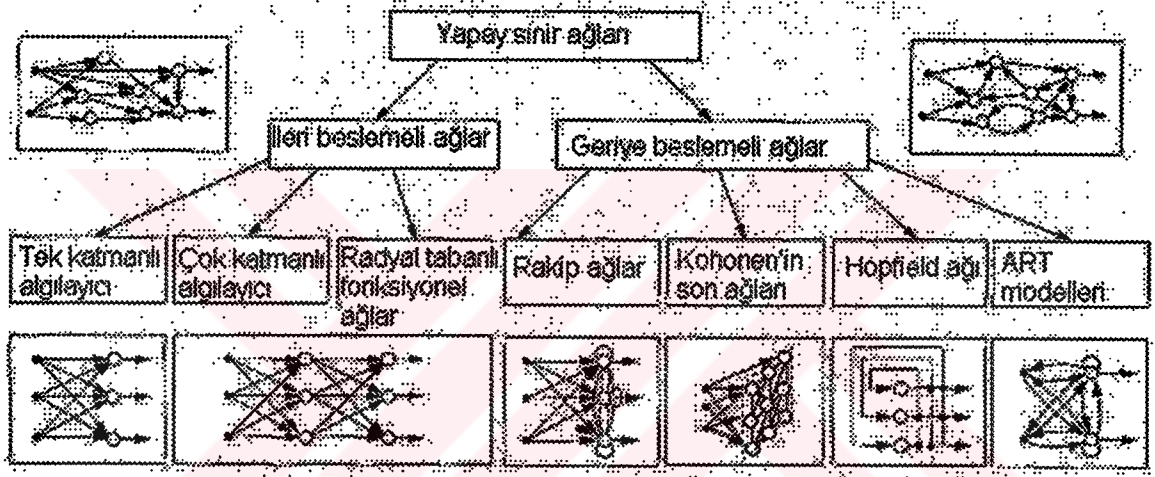 Yapay sinir ağları
İleri beslemeli ağlar
Geriye beslemeli ağlar
Tek katmanlı
algılayıcı
Çok katmanlı
algılayıcı
Radyal tabanlı
fonksiyonel
ağlar
Rakip ağlar
Kohonen'in
son ağları
Hopfield ağı
ART
modelleri